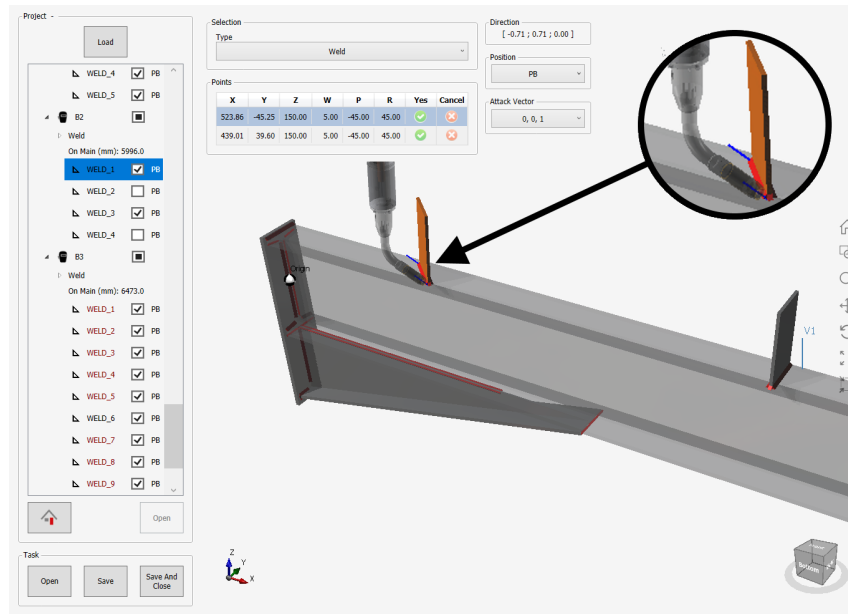 Project -
Load
WELD_4 PB
WELD_5 PB
B2
Weld
On Main (mm): 5996.0
WELD_1 PB
WELD_2 PB
WELD_3 PB
WELD_4 PB
B3
Weld
On Main (mm): 6473.0
WELD_1 PB
WELD_2 PB
WELD_3 PB
WELD_4 PB
WELD_5 PB
WELD_6 PB
WELD_7 PB
WELD_8 PB
WELD_9 PB
Open
Task
Open Save Save And Close
Selection
Type
Weld
Points
X Y Z W P R Yes Cancel
523.86 -45.25 150.00 5.00 -45.00 45.00
439.01 39.60 150.00 5.00 -45.00 45.00
Direction
[ -0.71 ; 0.71 ; 0.00 ]
Position
PB
Attack Vector
0, 0, 1
Origin
V1
Z
Y
X
Bottom